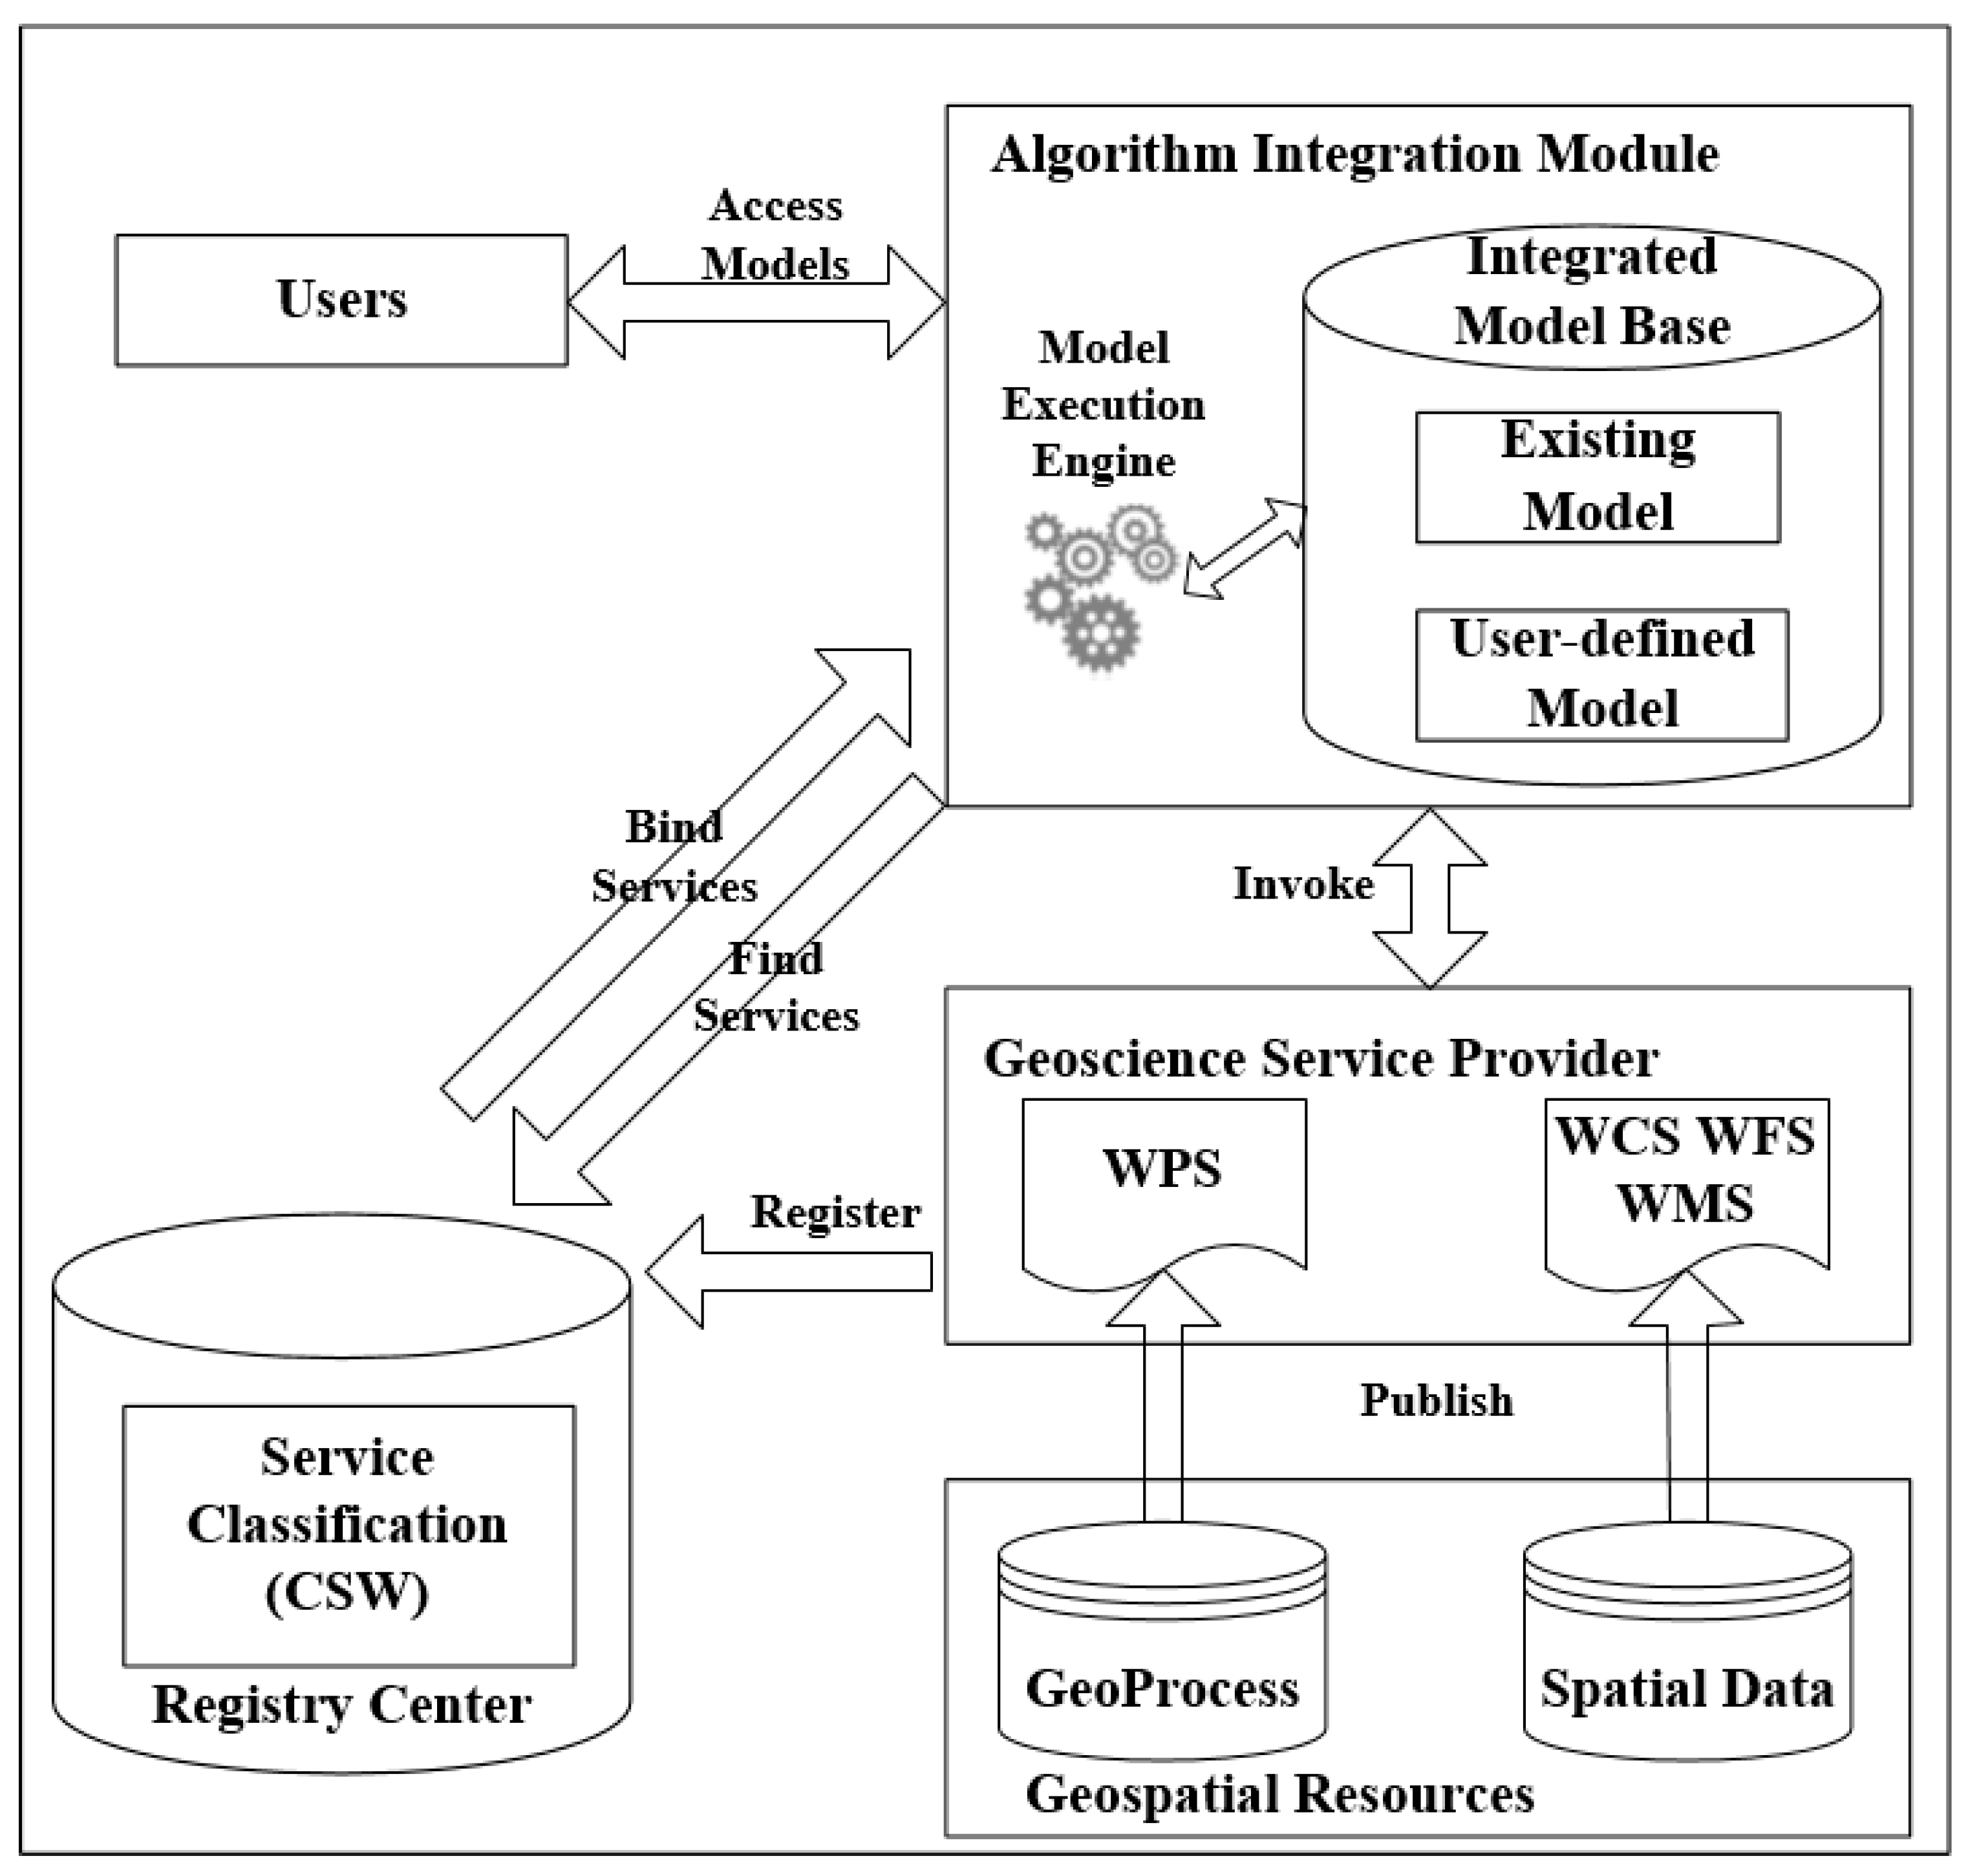 Algorithm Integration Module
Access
Models
Users
Integrated
Model Base
Model
Execution
Engine
Existing
Model
User-defined
Model
Bind
Services
Find
Services
Invoke
Geoscience Service Provider
WPS
WCS WFS
WMS
Register
Publish
Service
Classification
(CSW)
Registry Center
GeoProcess
Spatial Data
Geospatial Resources